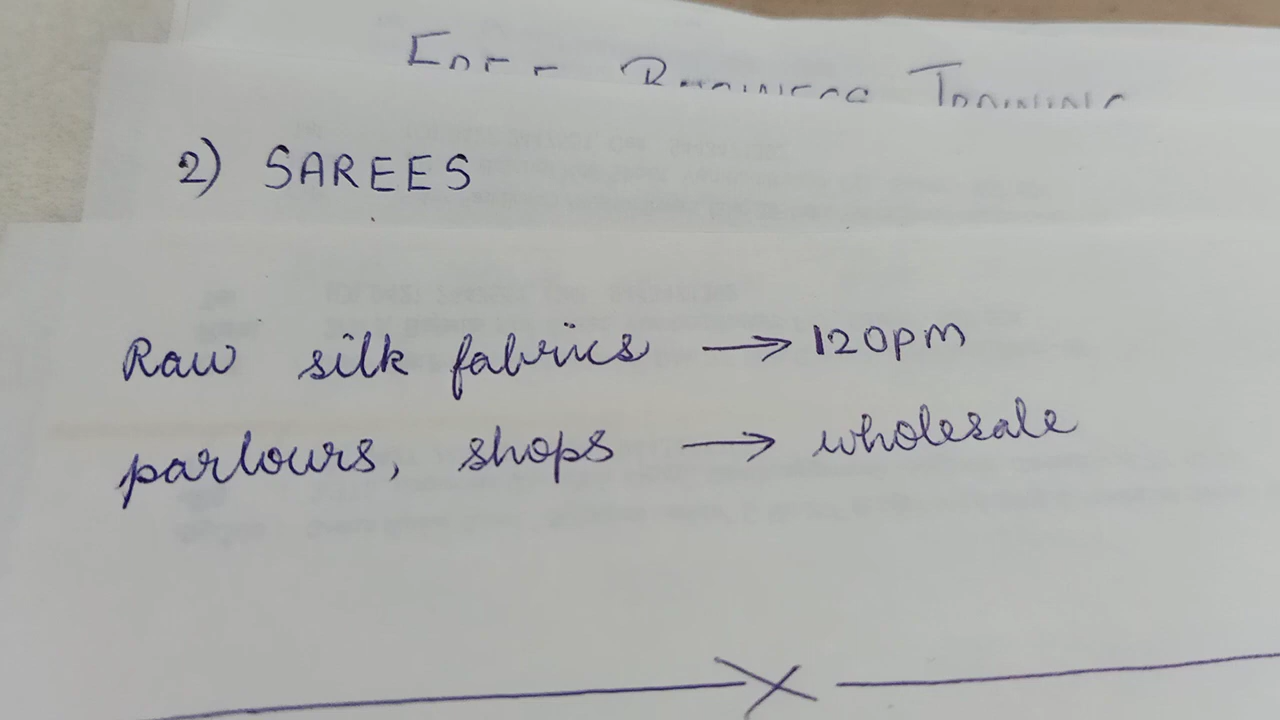 2) SAREES
Raw silk fabrics → 120pm
parlours, shops → wholesale